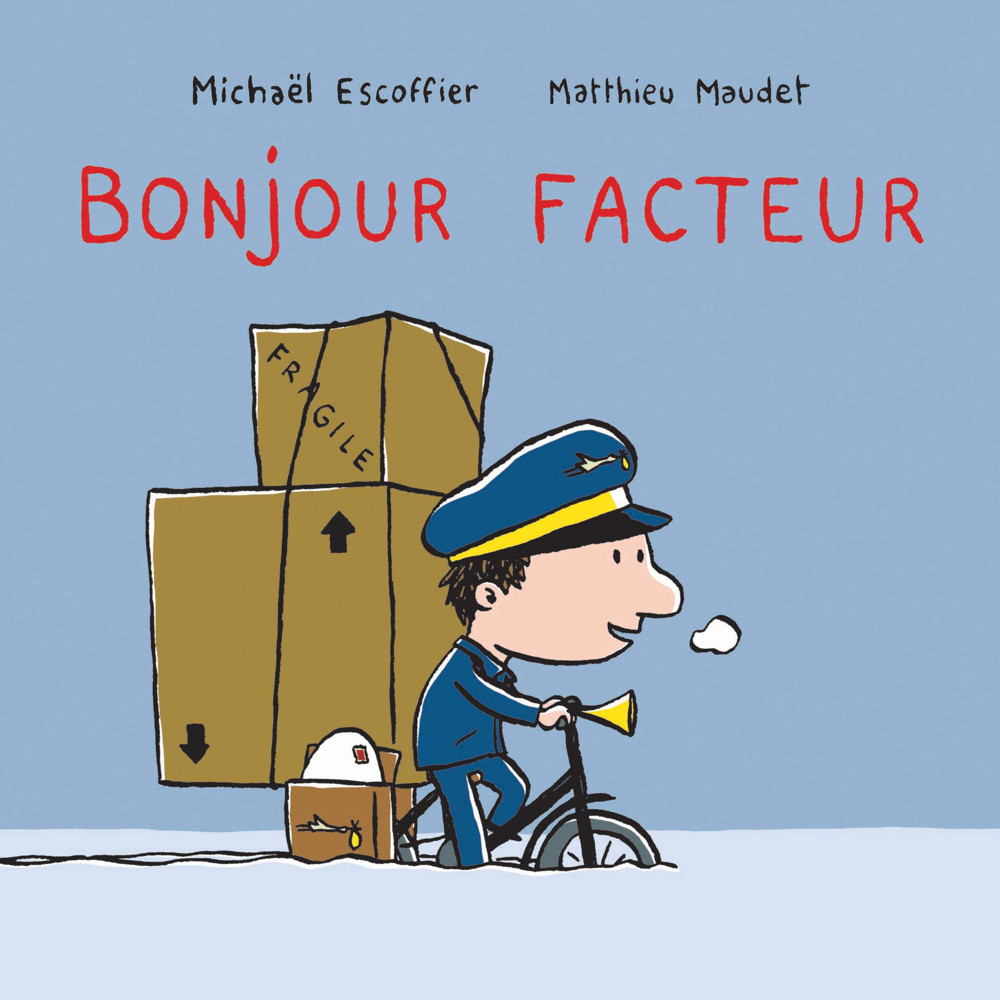 Michaël Escoffier Matthieu Maudet
BONjOUR FACTEUR
FRAGILE